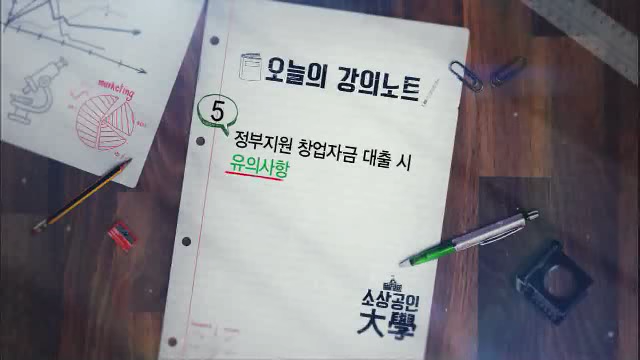 오늘의 강의노트
marketing
5
정부지원 창업자금 대출 시
유의사항
소상공인
大學